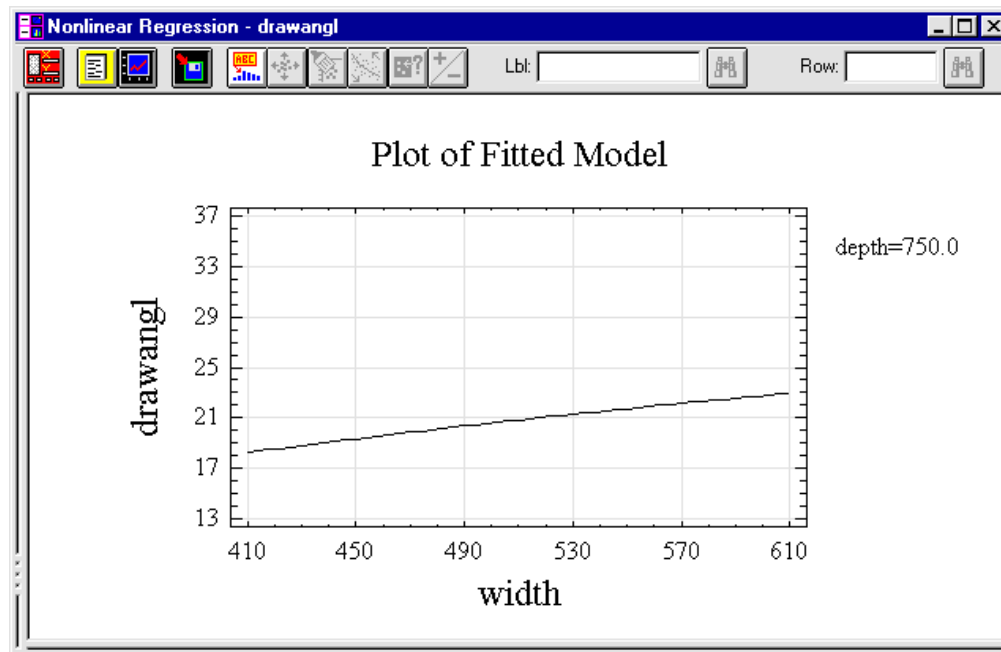 Nonlinear Regression - drawangl
ABC
Lbl:
Row:
Plot of Fitted Model
depth=750.0
drawangl
37
33
29
25
21
17
13
410 450 490 530 570 610
width